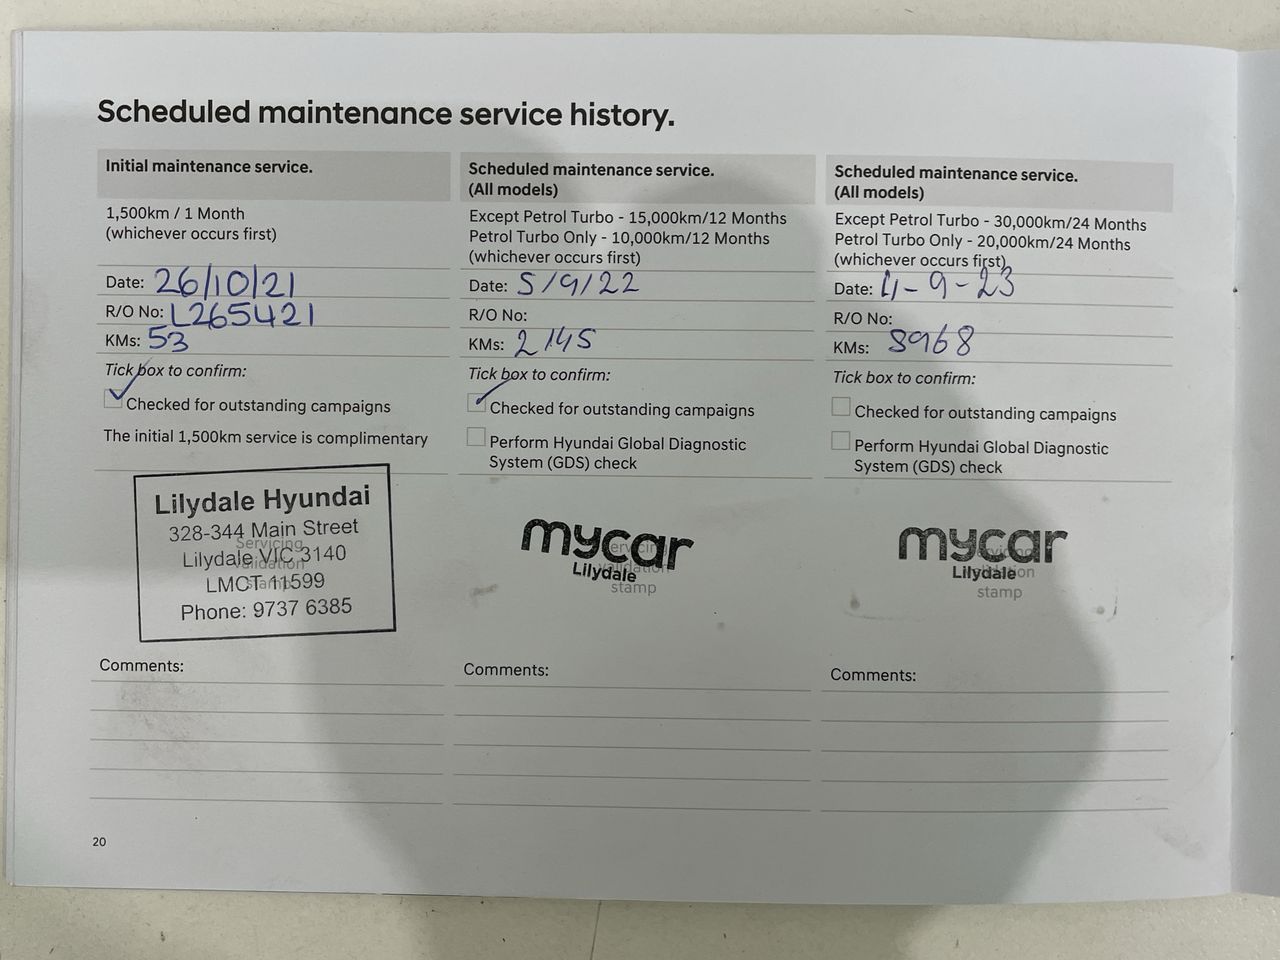 Scheduled maintenance service history.
Initial maintenance service.
1,500km / 1 Month
(whichever occurs first)
Date: 26/10/21
R/O No: L265421
KMs: 53
Tick box to confirm:
Checked for outstanding campaigns
The initial 1,500km service is complimentary
Lilydale Hyundai
328-344 Main Street
Lilydale VIC 3140
LMCT 11599
Phone: 9737 6385
Servicing
validation
stamp
Comments:
Scheduled maintenance service.
(All models)
Except Petrol Turbo - 15,000km/12 Months
Petrol Turbo Only - 10,000km/12 Months
(whichever occurs first)
Date: 5/9/22
R/O No:
KMs: 2145
Tick box to confirm:
Checked for outstanding campaigns
Perform Hyundai Global Diagnostic
System (GDS) check
mycar
Lilydale
Servicing
validation
stamp
Comments:
Scheduled maintenance service.
(All models)
Except Petrol Turbo - 30,000km/24 Months
Petrol Turbo Only - 20,000km/24 Months
(whichever occurs first)
Date: -9-23
R/O No:
KMs:
Tick box to confirm:
Checked for outstanding campaigns
Perform Hyundai Global Diagnostic
System (GDS) check
mycar
Lilydale
Servicing
validation
stamp
Comments:
20